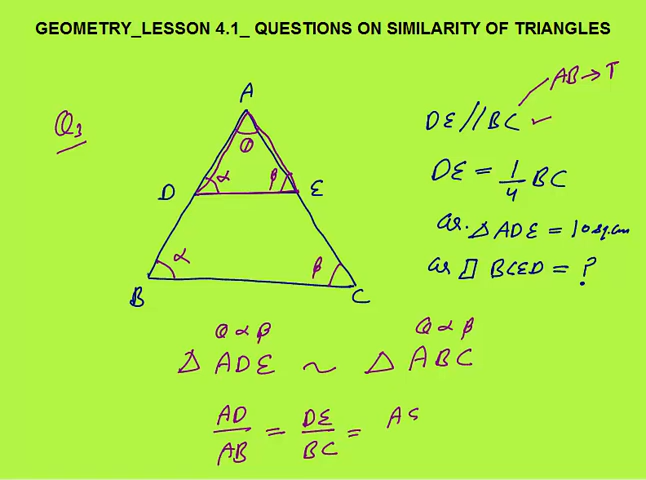 GEOMETRY_LESSON 4.1_ QUESTIONS ON SIMILARITY OF TRIANGLES
AB → T
Q3
A
DE//BC ✓
θ
DE = 1/4 BC
D α β E
ar. △ ADE = 10 sq.cm
α β
ar ▯ BCED = ?
B C
θ α β θ α β
△ ADE ~ △ ABC
AD/AB = DE/BC = AE